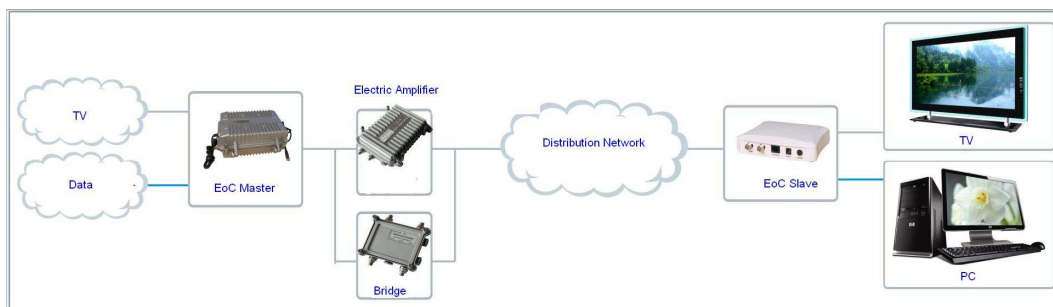 TV
Data
EoC Master
Electric Amplifier
Bridge
Distribution Network
EoC Slave
TV
PC